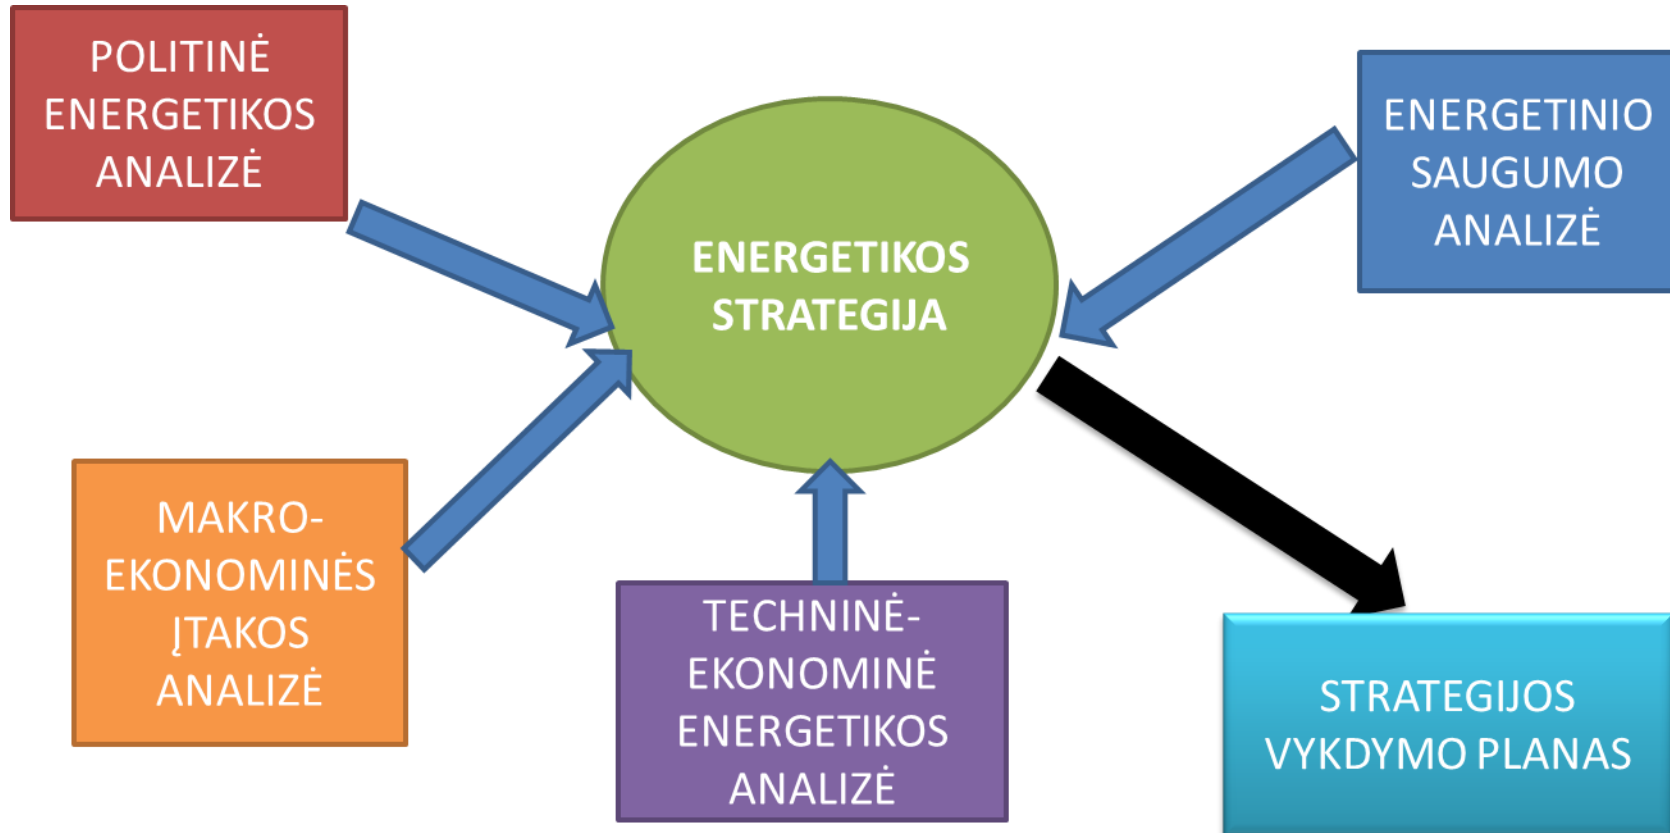 POLITINĖ
ENERGETIKOS
ANALIZĖ
ENERGETINIO
SAUGUMO
ANALIZĖ
ENERGETIKOS
STRATEGIJA
MAKRO-
EKONOMINĖS
ĮTAKOS
ANALIZĖ
TECHNINĖ-
EKONOMINĖ
ENERGETIKOS
ANALIZĖ
STRATEGIJOS
VYKDYMO PLANAS